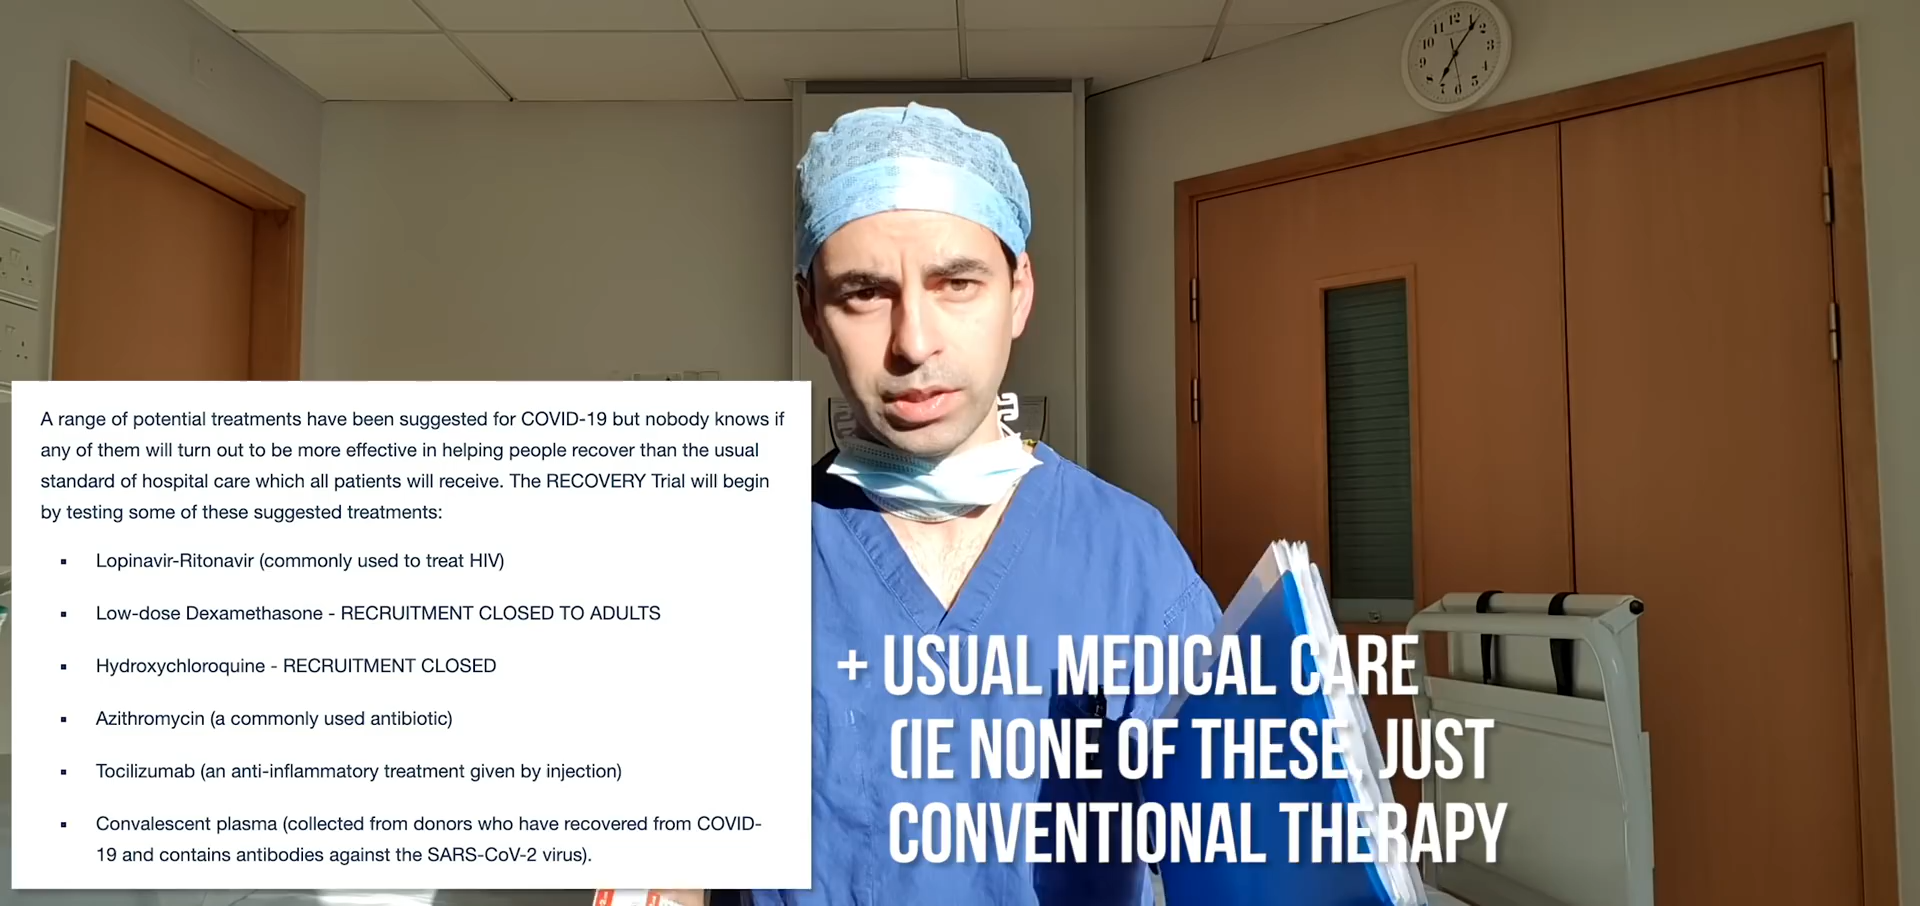 A range of potential treatments have been suggested for COVID-19 but nobody knows if
any of them will turn out to be more effective in helping people recover than the usual
standard of hospital care which all patients will receive. The RECOVERY Trial will begin
by testing some of these suggested treatments:
▪ Lopinavir-Ritonavir (commonly used to treat HIV)
▪ Low-dose Dexamethasone - RECRUITMENT CLOSED TO ADULTS
▪ Hydroxychloroquine - RECRUITMENT CLOSED
▪ Azithromycin (a commonly used antibiotic)
▪ Tocilizumab (an anti-inflammatory treatment given by injection)
▪ Convalescent plasma (collected from donors who have recovered from COVID-
19 and contains antibodies against the SARS-CoV-2 virus).
+ USUAL MEDICAL CARE
(IE NONE OF THESE, JUST
CONVENTIONAL THERAPY